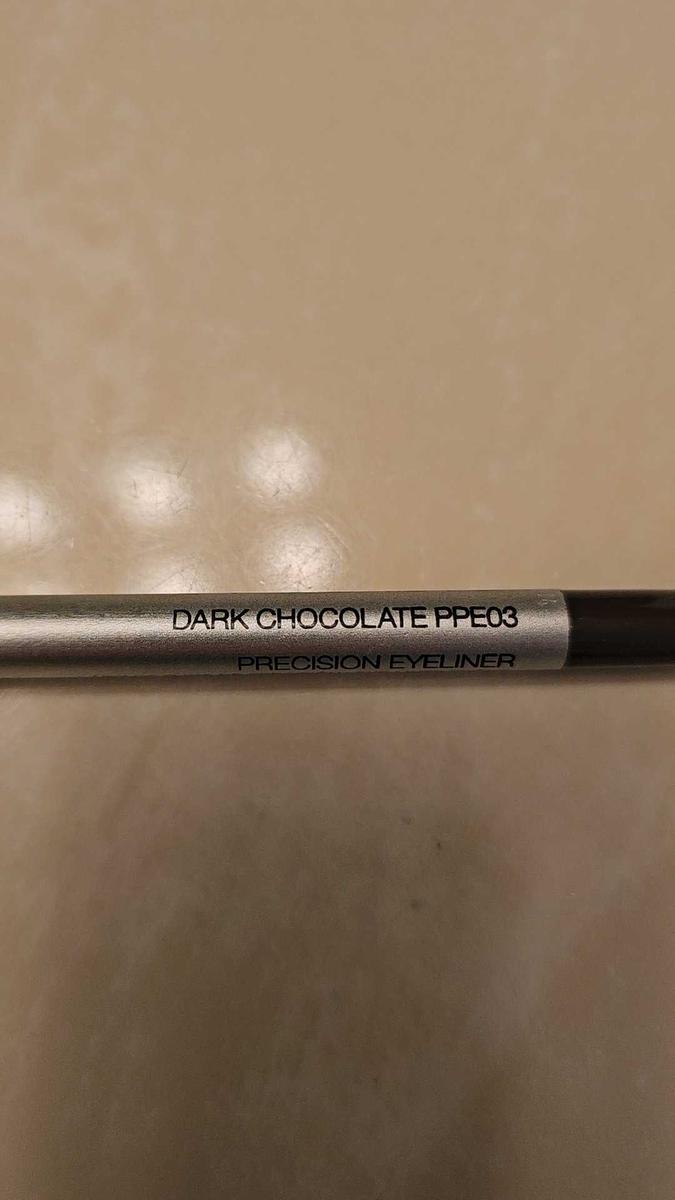 DARK CHOCOLATE PPE03
PRECISION EYELINER